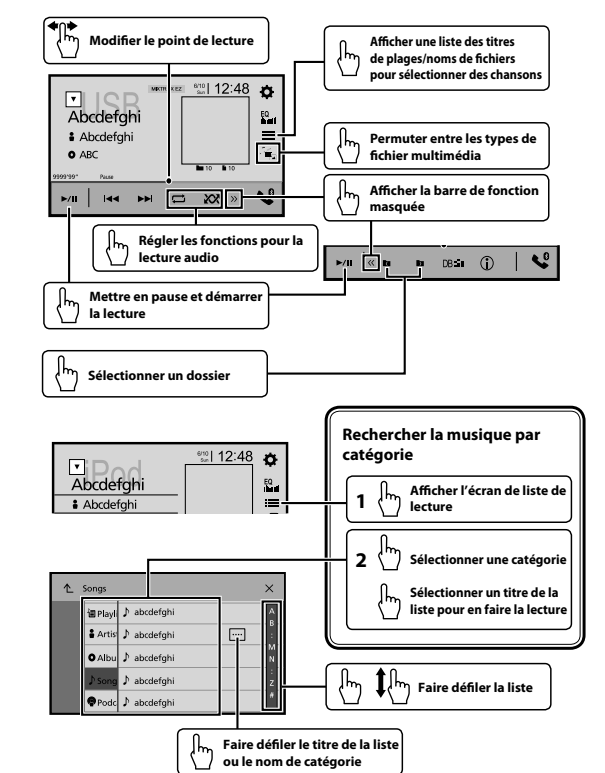 Modifier le point de lecture
Afficher une liste des titres
de plages/noms de fichiers
pour sélectionner des chansons
USB
6/10
Sun
12:48
Abcdefghi
Abcdefghi
ABC
EQ
10
10
9999'99"
Pause
Permuter entre les types de
fichier multimédia
Afficher la barre de fonction
masquée
Régler les fonctions pour la
lecture audio
DB
Mettre en pause et démarrer
la lecture
Sélectionner un dossier
iPod
6/10
Sun
12:48
Abcdefghi
Abcdefghi
EQ
Rechercher la musique par
catégorie
1
Afficher l'écran de liste de
lecture
2
Sélectionner une catégorie
Sélectionner un titre de la
liste pour en faire la lecture
Songs
Playli
abcdefghi
Artis
abcdefghi
Albu
abcdefghi
Song
abcdefghi
Podc
abcdefghi
A
B
:
M
N
:
Z
#
Faire défiler la liste
Faire défiler le titre de la liste
ou le nom de catégorie